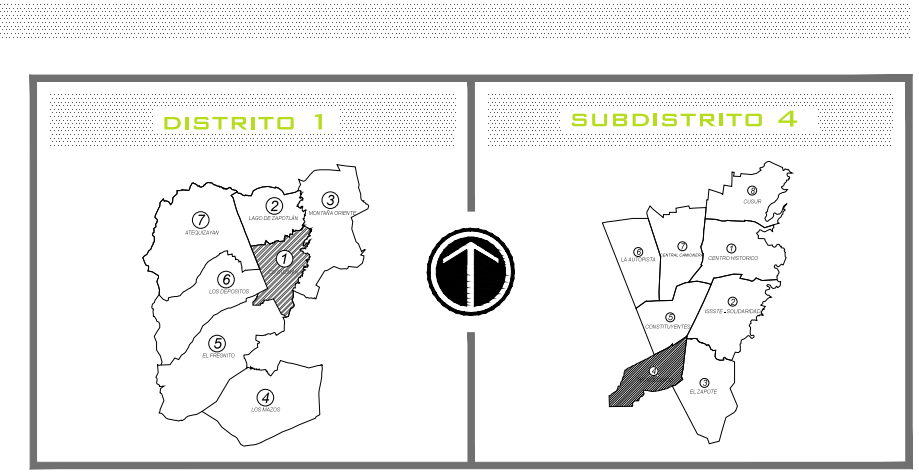 DISTRITO 1
3
MONTAÑA ORIENTE
2
LAGO DE ZAPOTLÁN
7
ATEQUIZAYAN
1
6
LOS DEPOSITOS
5
EL FRESNITO
4
LOS MAZOS
SUBDISTRITO 4
8
CUSUR
6
LA AUTOPISTA
7
CENTRAL CAMIONERA
1
CENTRO HISTORICO
2
ISSSTE - SOLIDARIDAD
5
CONSTITUYENTES
4
3
EL ZAPOTE